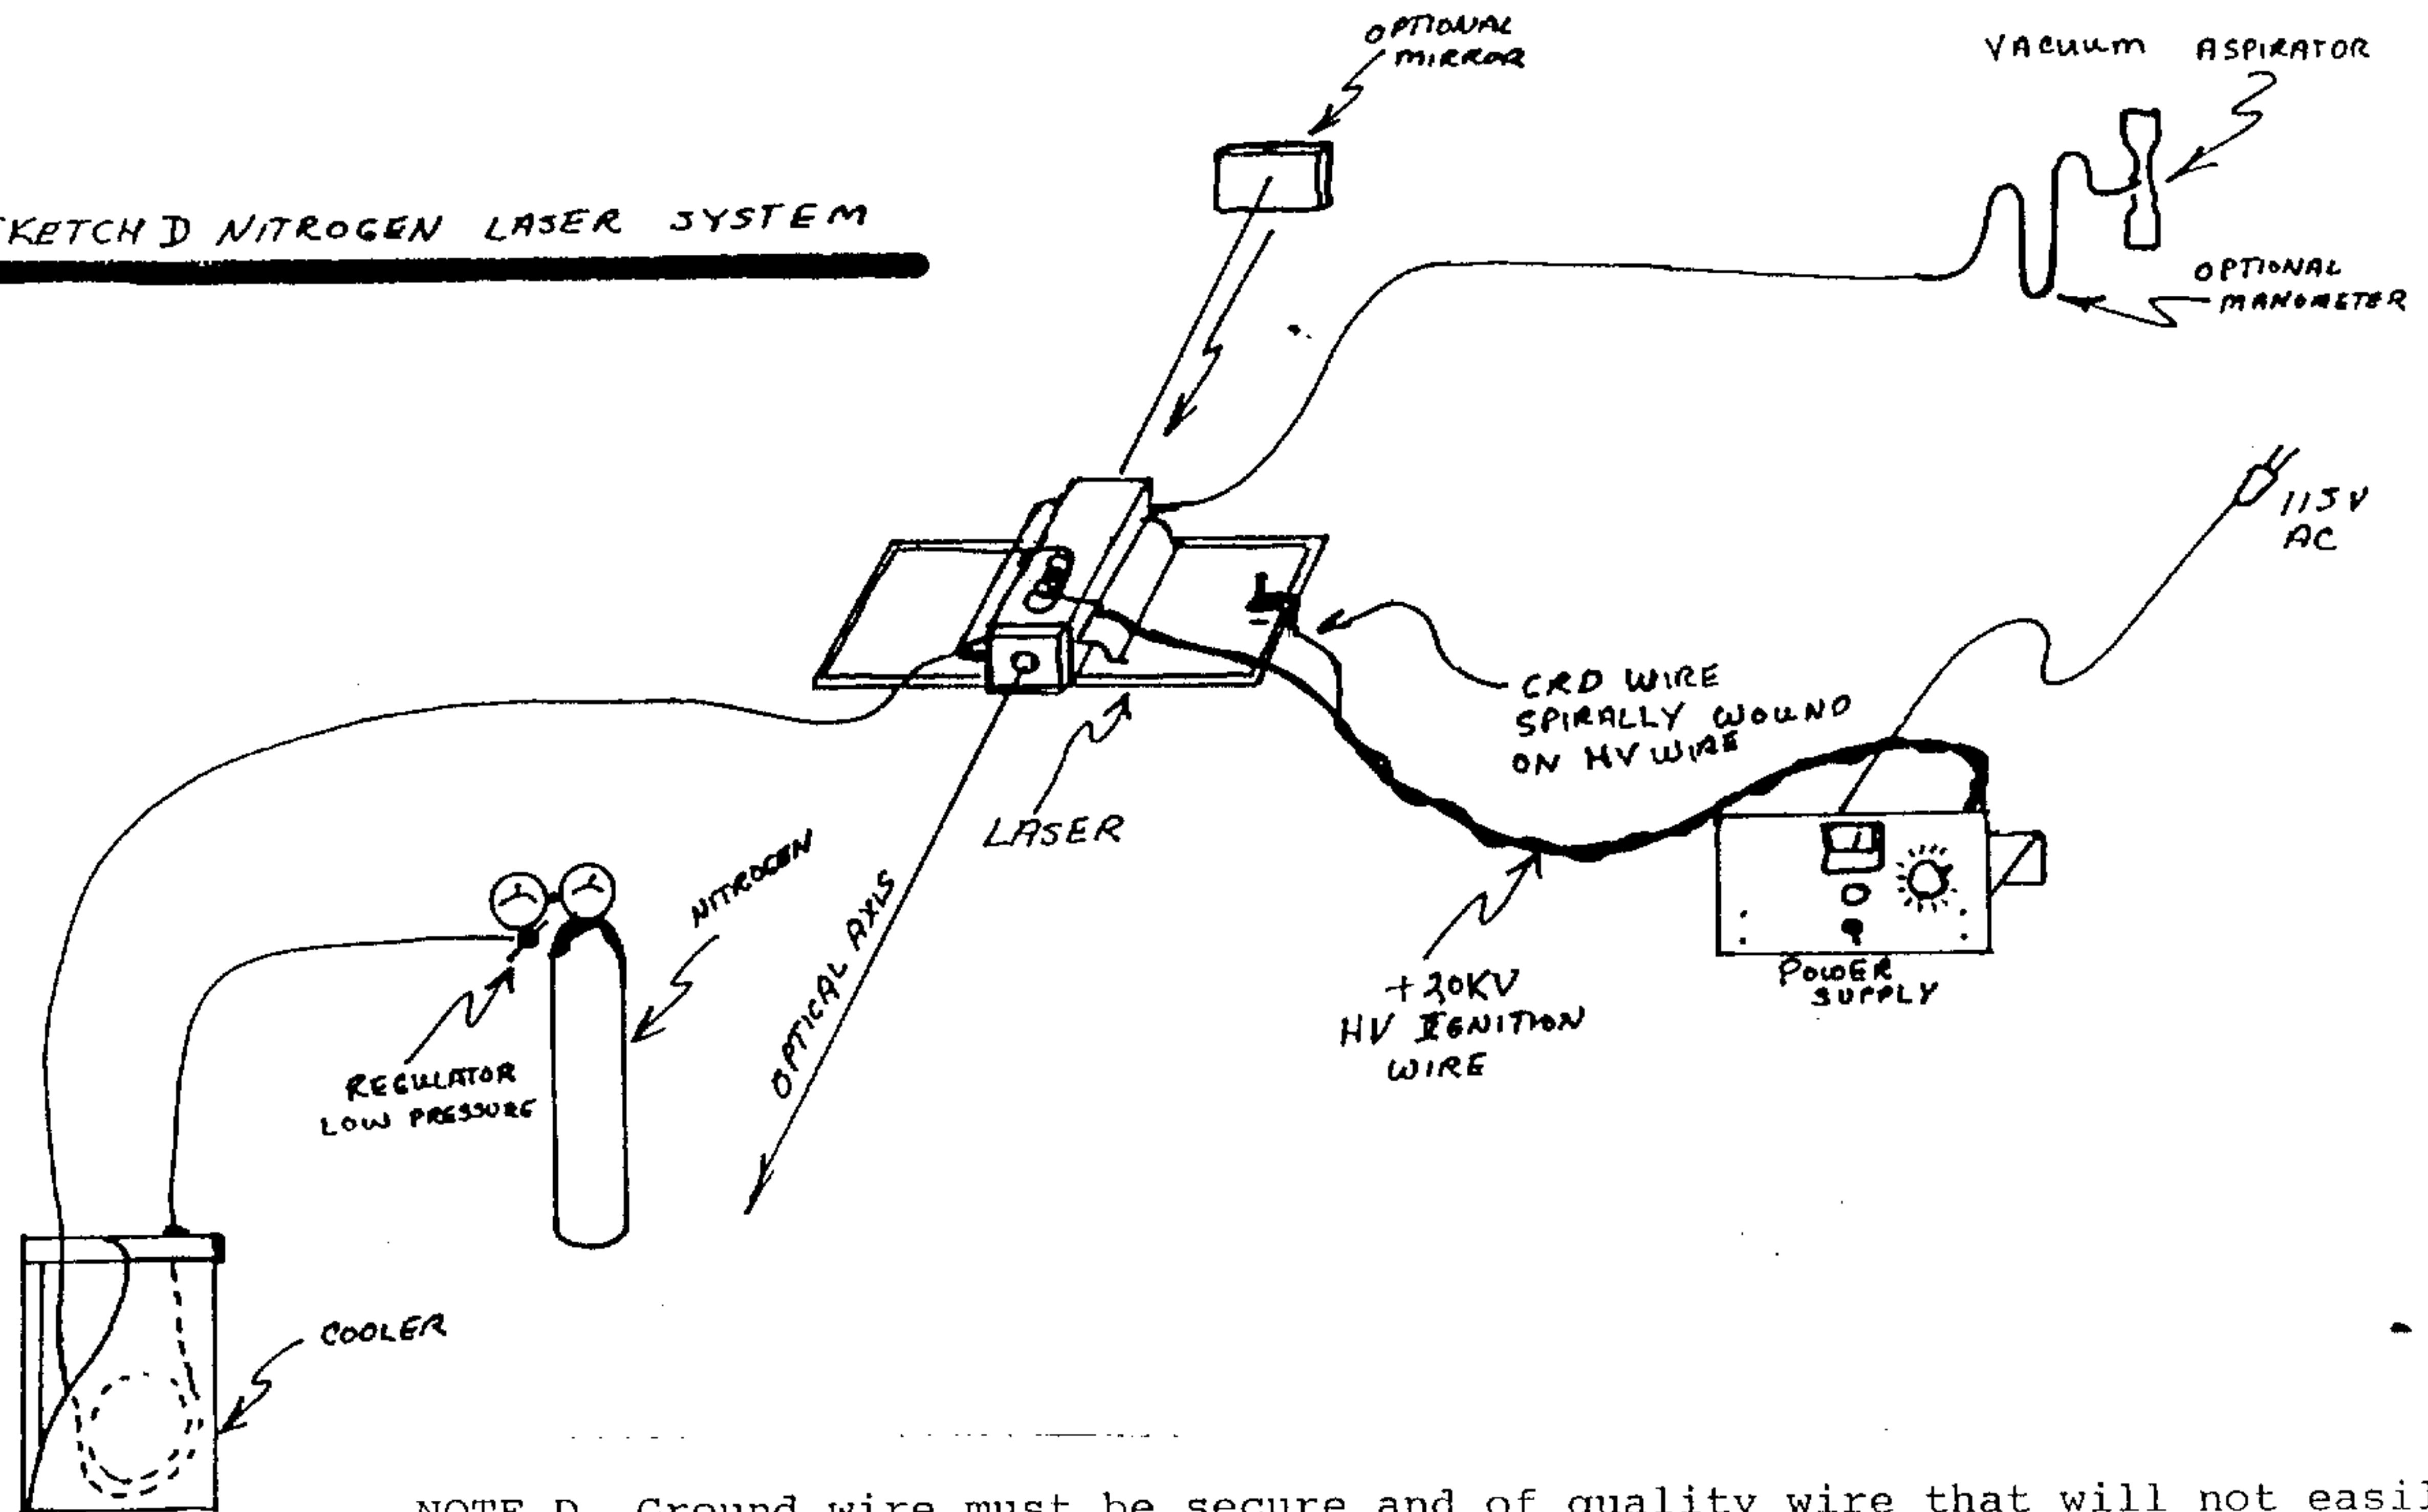 OPTIONAL
MIRROR
VACUUM ASPIRATOR
SKETCH D NITROGEN LASER SYSTEM
OPTIONAL
MANOMETER
115V
AC
GRD WIRE
SPIRALLY WOUND
ON HV WIRE
LASER
NITROGEN
OPTICAL AXIS
POWER
SUPPLY
+20KV
HV IGNITION
WIRE
REGULATOR
LOW PRESSURE
COOLER
NOTE D Ground wire must be secure and of quality wire that will not easil